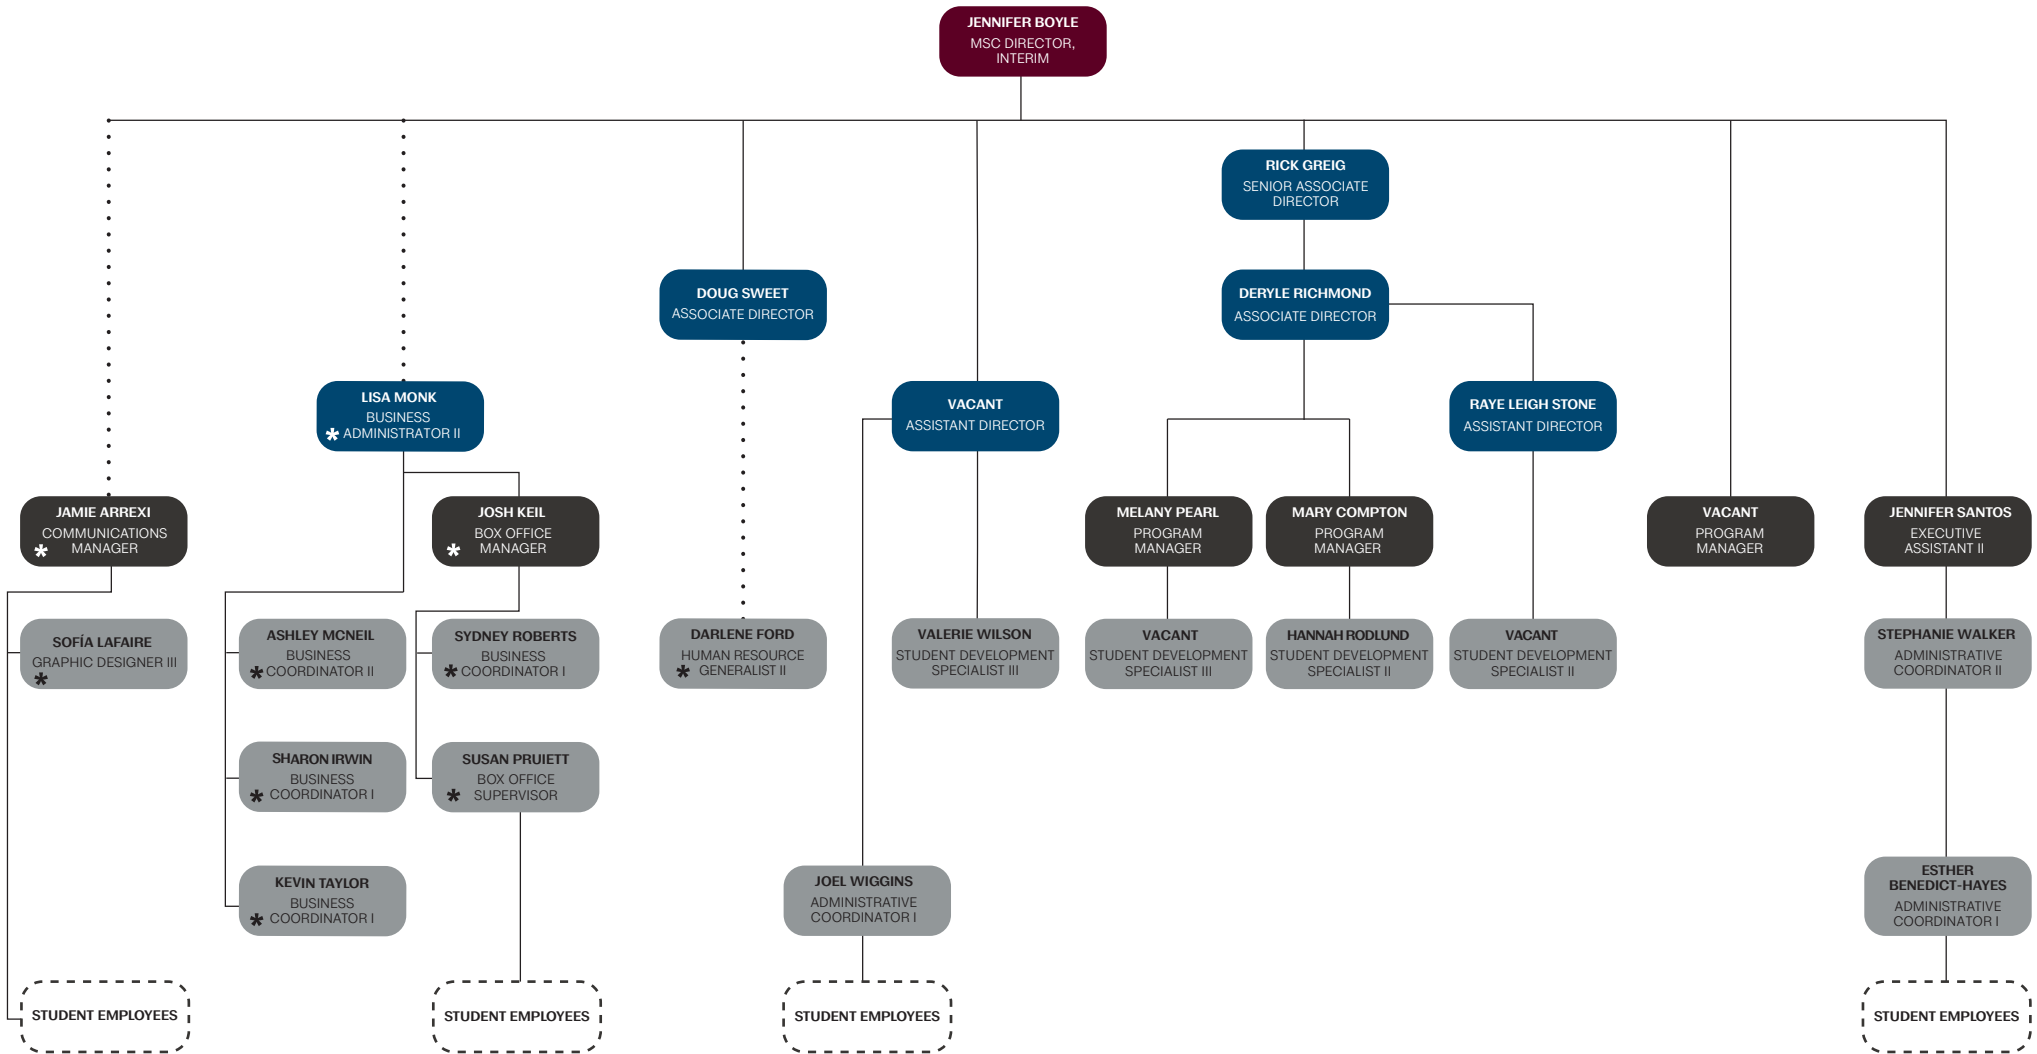 JENNIFER BOYLE
MSC DIRECTOR,
INTERIM
RICK GREIG
SENIOR ASSOCIATE
DIRECTOR
DOUG SWEET
ASSOCIATE DIRECTOR
DERYLE RICHMOND
ASSOCIATE DIRECTOR
LISA MONK
BUSINESS
* ADMINISTRATOR II
VACANT
ASSISTANT DIRECTOR
RAYE LEIGH STONE
ASSISTANT DIRECTOR
JAMIE ARREXI
COMMUNICATIONS
* MANAGER
JOSH KEIL
BOX OFFICE
* MANAGER
MELANY PEARL
PROGRAM
MANAGER
MARY COMPTON
PROGRAM
MANAGER
VACANT
PROGRAM
MANAGER
JENNIFER SANTOS
EXECUTIVE
ASSISTANT II
SOFÍA LAFAIRE
GRAPHIC DESIGNER III
*
ASHLEY MCNEIL
BUSINESS
* COORDINATOR II
SYDNEY ROBERTS
BUSINESS
* COORDINATOR I
DARLENE FORD
HUMAN RESOURCE
* GENERALIST II
VALERIE WILSON
STUDENT DEVELOPMENT
SPECIALIST III
VACANT
STUDENT DEVELOPMENT
SPECIALIST III
HANNAH RODLUND
STUDENT DEVELOPMENT
SPECIALIST II
VACANT
STUDENT DEVELOPMENT
SPECIALIST II
STEPHANIE WALKER
ADMINISTRATIVE
COORDINATOR II
SHARON IRWIN
BUSINESS
* COORDINATOR I
SUSAN PRUIETT
BOX OFFICE
* SUPERVISOR
KEVIN TAYLOR
BUSINESS
* COORDINATOR I
JOEL WIGGINS
ADMINISTRATIVE
COORDINATOR I
ESTHER
BENEDICT-HAYES
ADMINISTRATIVE
COORDINATOR I
STUDENT EMPLOYEES
STUDENT EMPLOYEES
STUDENT EMPLOYEES
STUDENT EMPLOYEES